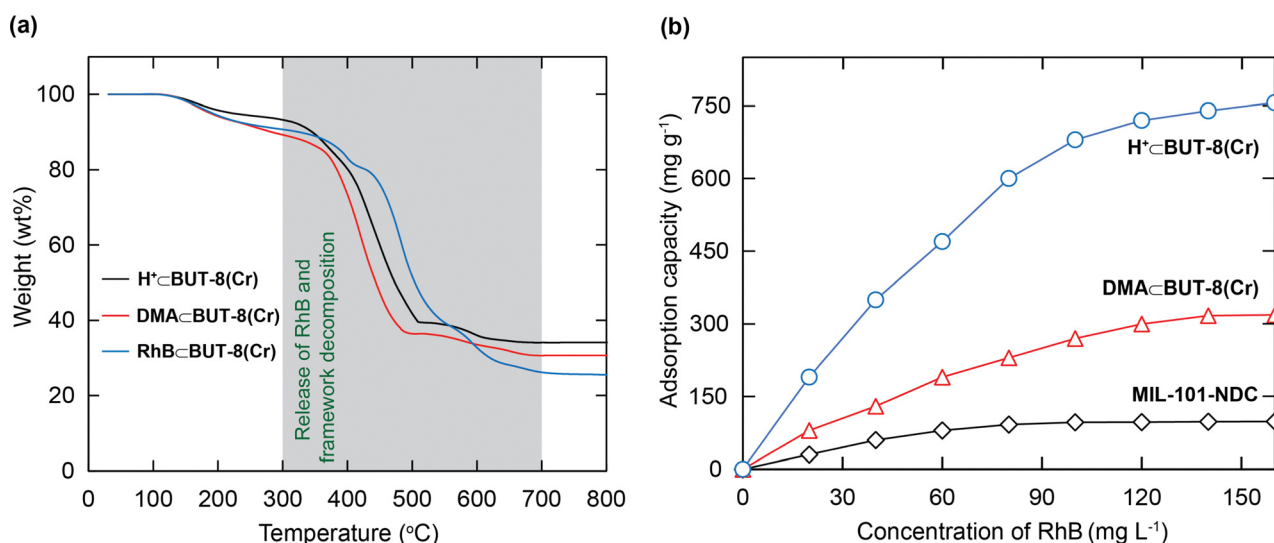 (a)
100
80
60
40
20
0
Weight (wt%)
H⁺⊂BUT-8(Cr)
DMA⊂BUT-8(Cr)
RhB⊂BUT-8(Cr)
Release of RhB and
framework decomposition
0 100 200 300 400 500 600 700 800
Temperature (°C)
(b)
750
600
450
300
150
0
Adsorption capacity (mg g⁻¹)
H⁺⊂BUT-8(Cr)
DMA⊂BUT-8(Cr)
MIL-101-NDC
0 30 60 90 120 150
Concentration of RhB (mg L⁻¹)